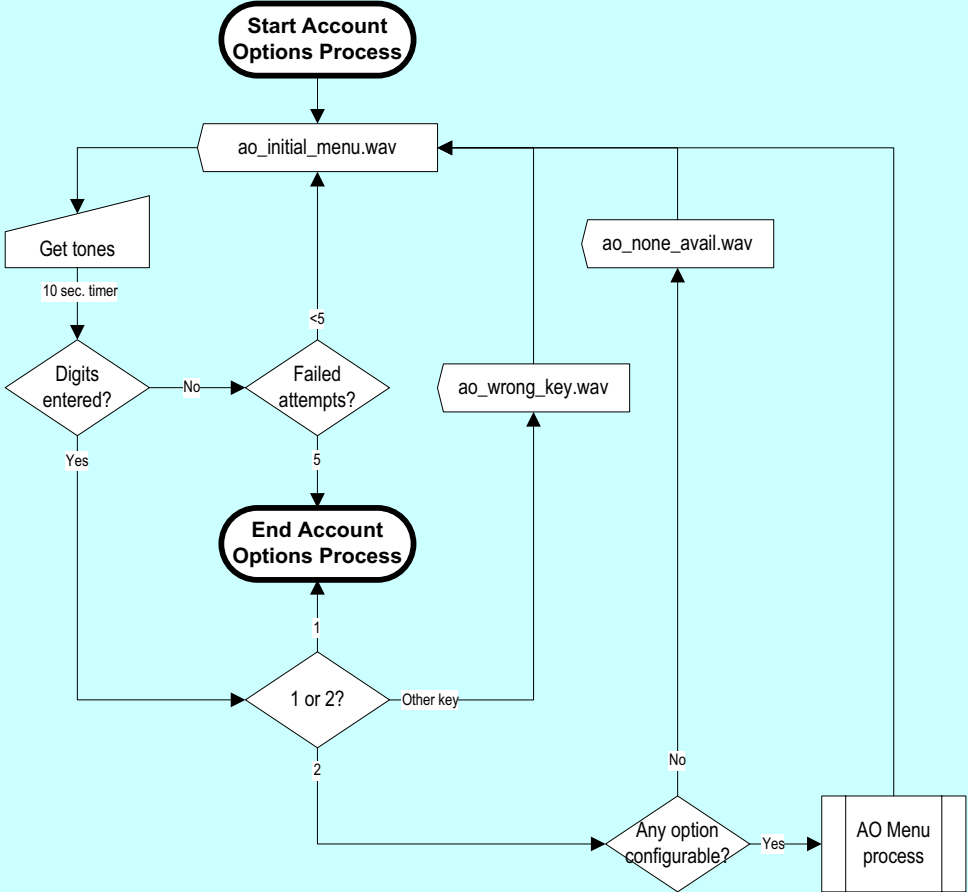 Start Account
Options Process
ao_initial_menu.wav
Get tones
10 sec. timer
ao_none_avail.wav
<5
Digits
entered?
No
Failed
attempts?
ao_wrong_key.wav
Yes
5
End Account
Options Process
1
1 or 2?
Other key
2
No
Any option
configurable?
Yes
AO Menu
process